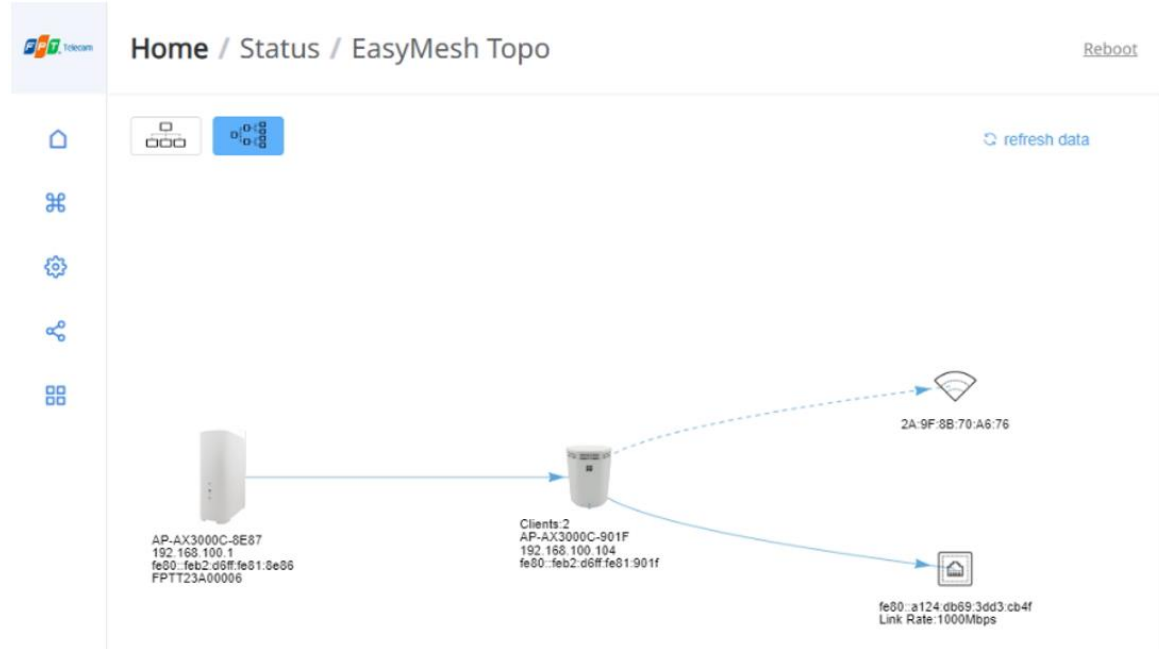 FPT Telecom
Home / Status / EasyMesh Topo
Reboot
refresh data
2A:9F:8B:70:A6:76
AP-AX3000C-8E87
192.168.100.1
fe80::feb2:d6ff:fe81:8e86
FPTT23A00006
Clients:2
AP-AX3000C-901F
192.168.100.104
fe80::feb2:d6ff:fe81:901f
fe80::a124:db69:3dd3:cb4f
Link Rate:1000Mbps